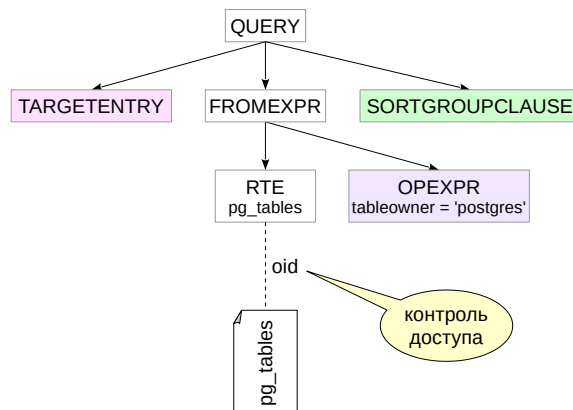 QUERY
TARGETENTRY
FROMEXPR
SORTGROUPCLAUSE
RTE
pg_tables
OPEXPR
tableowner = 'postgres'
oid
контроль
доступа
pg_tables